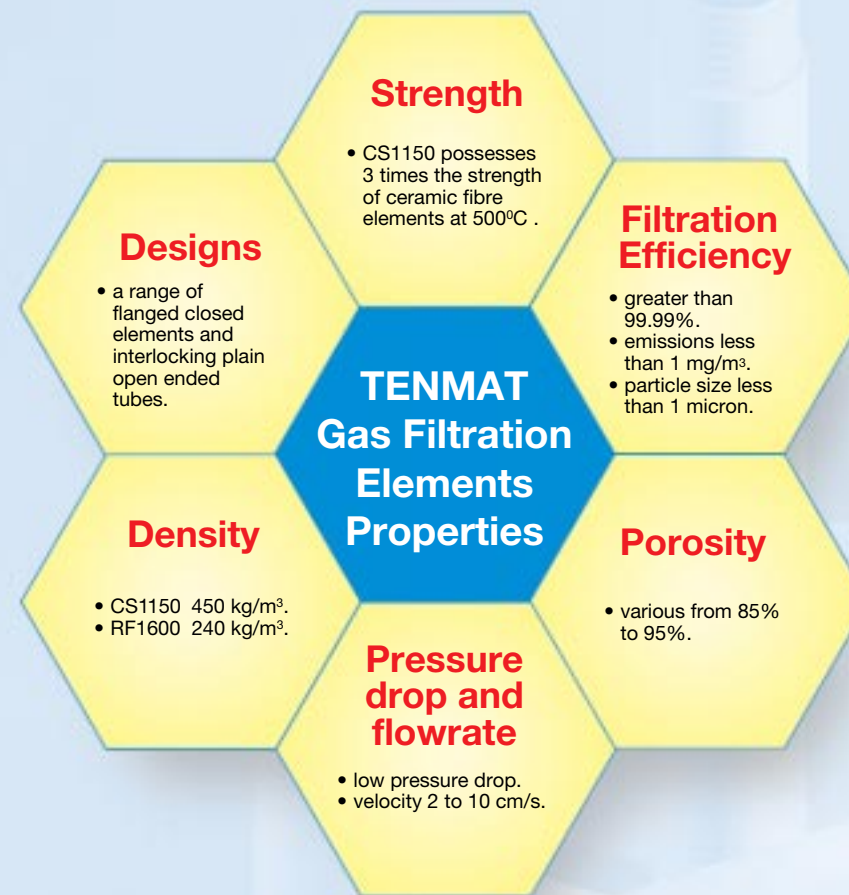 Strength
• CS1150 possesses
3 times the strength
of ceramic fibre
elements at 500⁰C .
Designs
• a range of
flanged closed
elements and
interlocking plain
open ended
tubes.
Filtration
Efficiency
• greater than
99.99%.
• emissions less
than 1 mg/m³.
• particle size less
than 1 micron.
TENMAT
Gas Filtration
Elements
Properties
Density
• CS1150 450 kg/m³.
• RF1600 240 kg/m³.
Porosity
• various from 85%
to 95%.
Pressure
drop and
flowrate
• low pressure drop.
• velocity 2 to 10 cm/s.